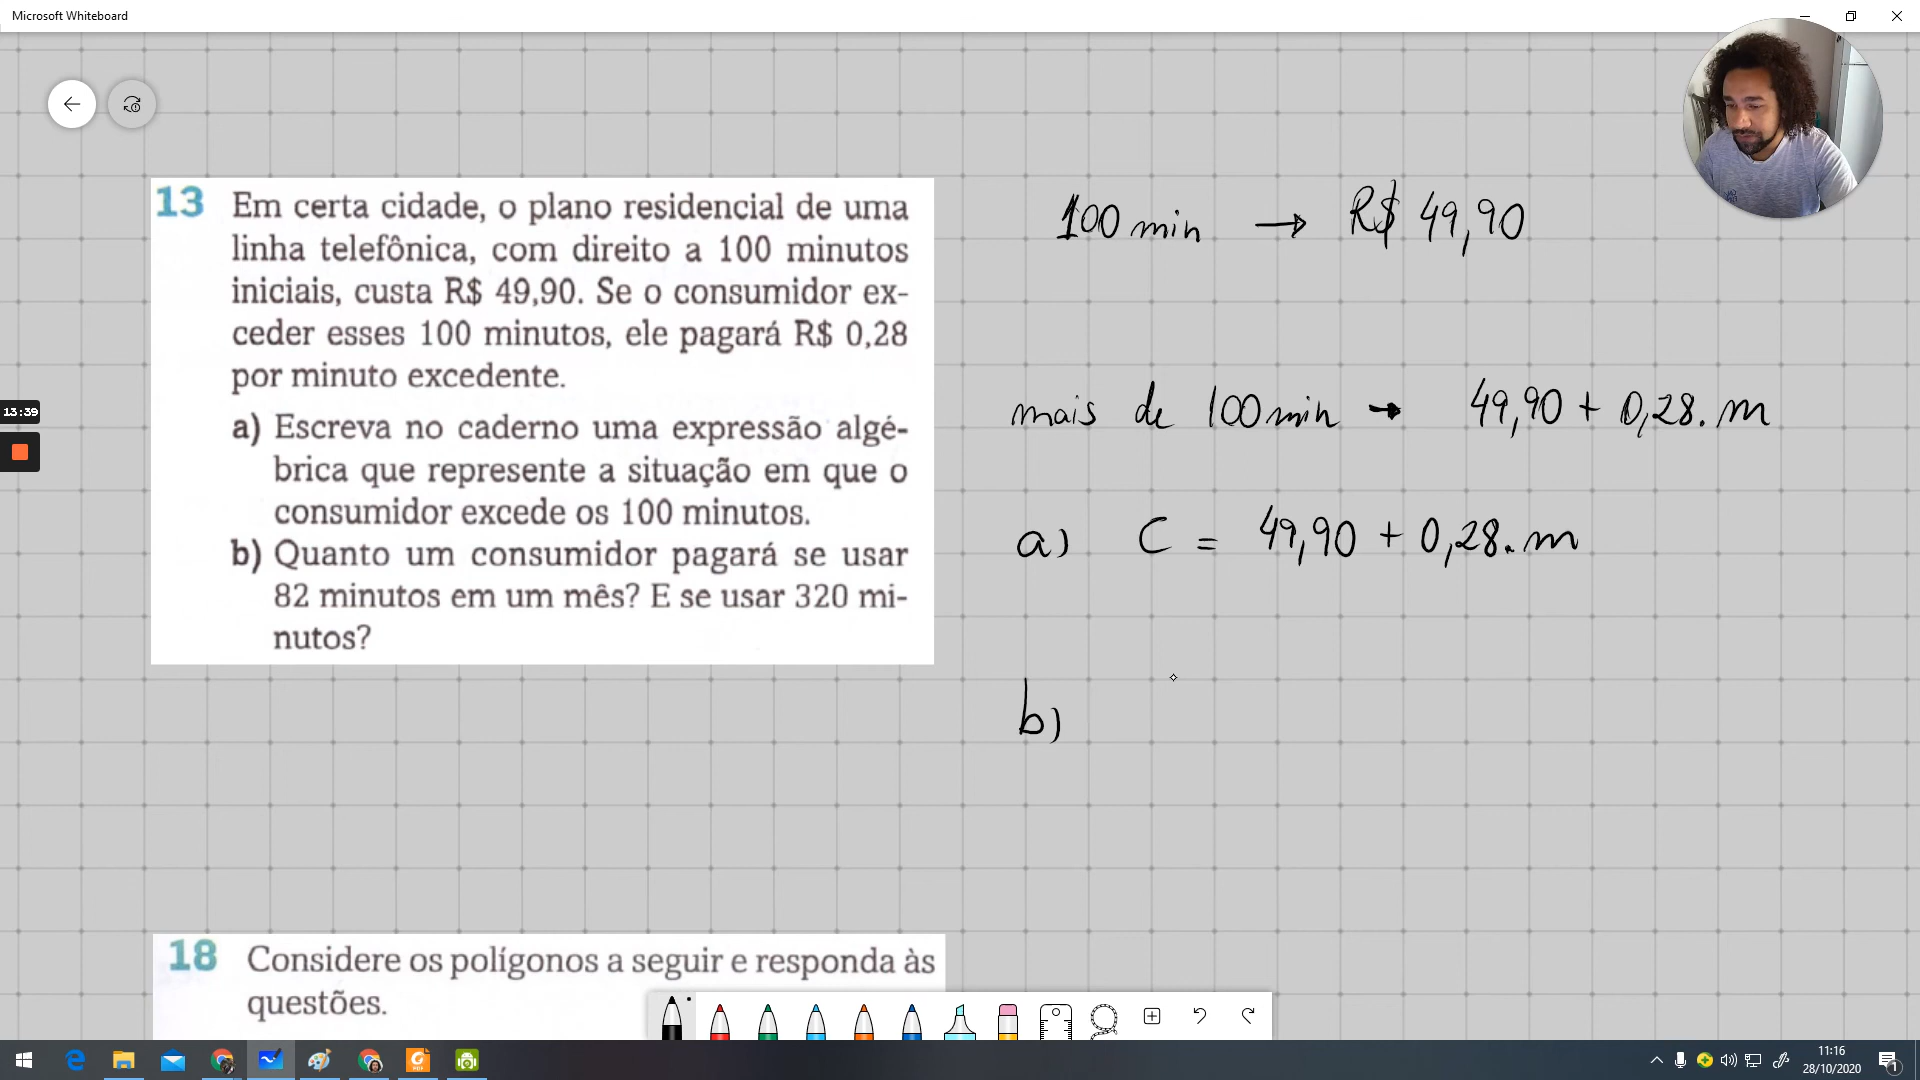 Microsoft Whiteboard
13 Em certa cidade, o plano residencial de uma
linha telefônica, com direito a 100 minutos
iniciais, custa R$ 49,90. Se o consumidor ex-
ceder esses 100 minutos, ele pagará R$ 0,28
por minuto excedente.
a) Escreva no caderno uma expressão algé-
brica que represente a situação em que o
consumidor excede os 100 minutos.
b) Quanto um consumidor pagará se usar
82 minutos em um mês? E se usar 320 mi-
nutos?
100 min → R$ 49,90
mais de 100 min → 49,90 + 0,28 . m
a) C = 49,90 + 0,28 . m
b)
13:39
18 Considere os polígonos a seguir e responda às
questões.
11:16
28/10/2020
1